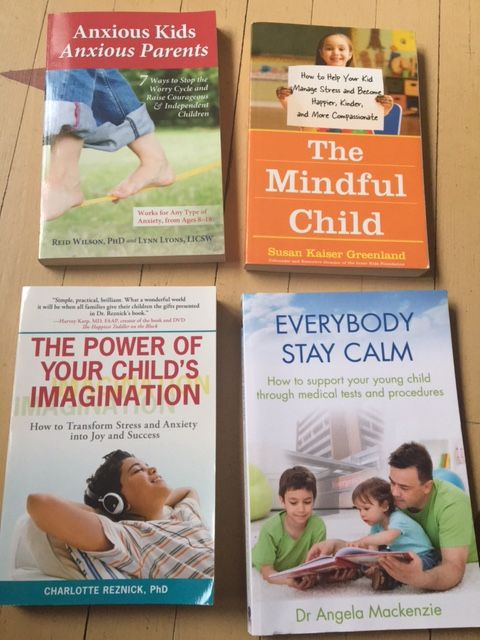 Anxious Kids
Anxious Parents
7 Ways to Stop the
Worry Cycle and
Raise Courageous
& Independent
Children
Works for Any Type of
Anxiety, from Ages 8–18
REID WILSON, PHD AND LYNN LYONS, LICSW
How to Help Your Kid
Manage Stress and Become
Happier, Kinder,
and More Compassionate
The
Mindful
Child
Susan Kaiser Greenland
Cofounder and Executive Director of the Inner Kids Foundation
"Simple, practical, brilliant. What a wonderful world
it will be when all families give their children the gifts presented
in Dr. Reznick's book."
—Harvey Karp, MD, FAAP, creator of the book and DVD
The Happiest Toddler on the Block
THE POWER OF
YOUR CHILD'S
IMAGINATION
IMAGINATION
IMAGINATION
How to Transform Stress and Anxiety
into Joy and Success
CHARLOTTE REZNICK, PhD
EVERYBODY
STAY CALM
How to support your young child
through medical tests and procedures
Dr Angela Mackenzie